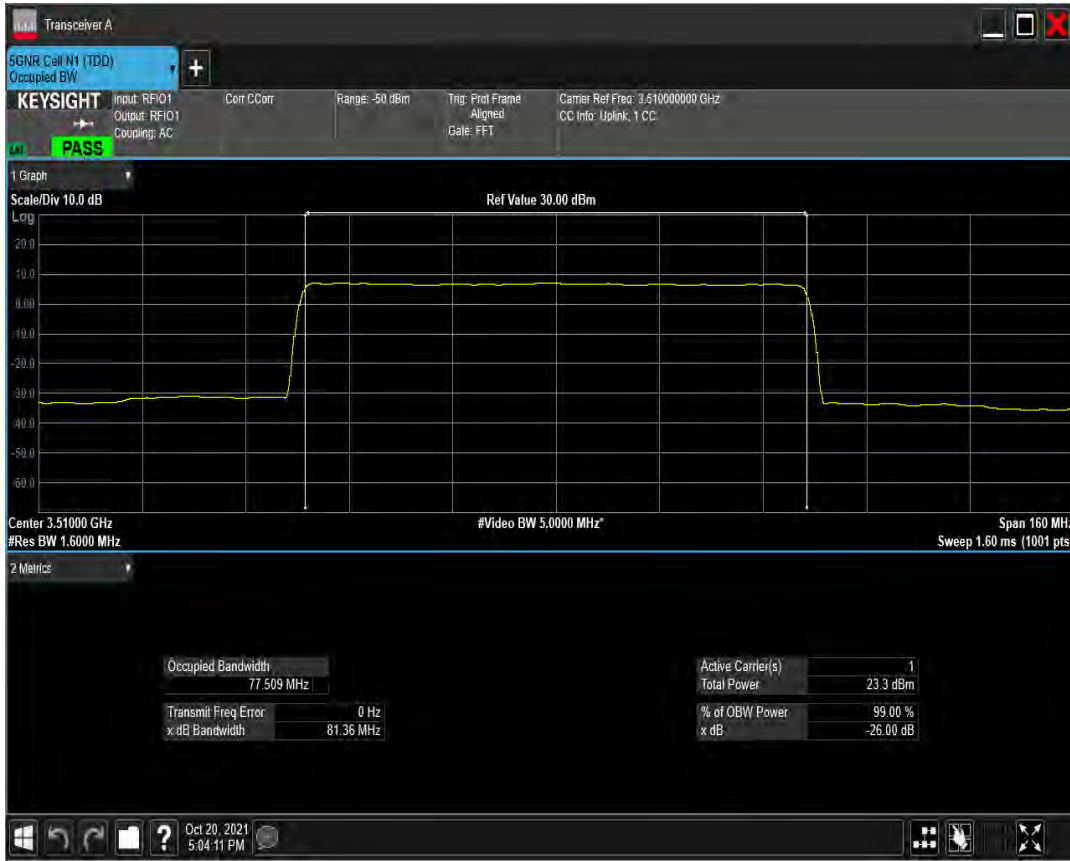 Transceiver A
5GNR Cell N1 (TDD)
Occupied BW
+
KEYSIGHT
Input: RFIO1
Output: RFIO1
Coupling: AC
Corr CCorr
Range: -50 dBm
Trig: Prot Frame
Aligned
Gate: FFT
Carrier Ref Freq: 3.510000000 GHz
CC Info: Uplink, 1 CC
PASS
1 Graph
Scale/Div 10.0 dB
Ref Value 30.00 dBm
Log
20.0
10.0
0.00
-10.0
-20.0
-30.0
-40.0
-50.0
-60.0
Center 3.51000 GHz
#Video BW 5.0000 MHz*
Span 160 MHz
#Res BW 1.6000 MHz
Sweep 1.60 ms (1001 pts
2 Metrics
Occupied Bandwidth
77.509 MHz
Transmit Freq Error 0 Hz
x dB Bandwidth 81.36 MHz
Active Carrier(s) 1
Total Power 23.3 dBm
% of OBW Power 99.00 %
x dB -26.00 dB
?
Oct 20, 2021
5:04:11 PM